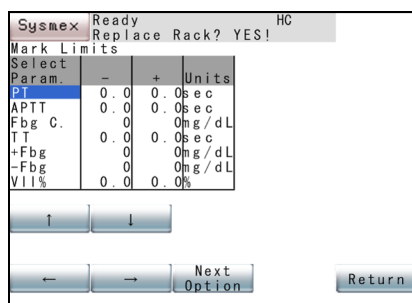 Sysmex Ready HC
Replace Rack? YES!
Mark Limits
Select
Param. - + Units
PT 0.0 0.0 sec
APTT 0.0 0.0 sec
Fbg C. 0 0 mg/dL
TT 0.0 0.0 sec
+Fbg 0 0 mg/dL
-Fbg 0 0 mg/dL
VII% 0.0 0.0 %
↑ ↓
← → Next
Option Return